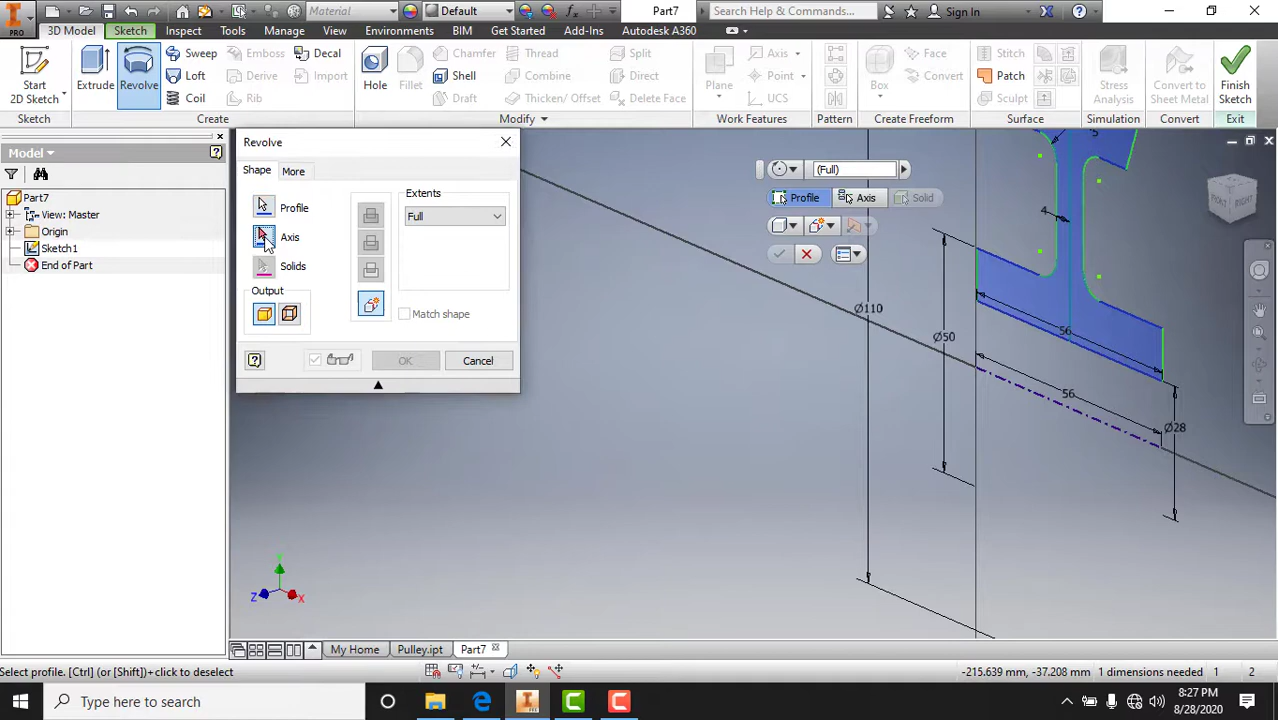 Material Default fx Part7 Search Help & Commands... Sign In
PRO 3D Model Sketch Inspect Tools Manage View Environments BIM Get Started Add-Ins Autodesk A360
Start 2D Sketch Extrude Revolve Sweep Emboss Decal Hole Fillet Chamfer Thread Split Plane Axis Face Box Stitch Stress Analysis Convert to Sheet Metal Finish Sketch
Loft Derive Import Shell Combine Direct Point Convert Patch
Coil Rib Draft Thicken/ Offset Delete Face UCS Sculpt
Sketch Create Modify Work Features Pattern Create Freeform Surface Simulation Convert Exit
Model
Part7
View: Master
Origin
Sketch1
End of Part
Revolve
Shape More
Profile
Axis
Solids
Output
Extents
Full
Match shape
OK Cancel
(Full)
Profile Axis Solid
4
Ø110
Ø50
56
56
Ø28
FRONT RIGHT
Y
Z X
My Home Pulley.ipt Part7
Select profile. [Ctrl] (or [Shift])+click to deselect -215.639 mm, -37.208 mm 1 dimensions needed 1 2
Type here to search
8:27 PM
8/28/2020